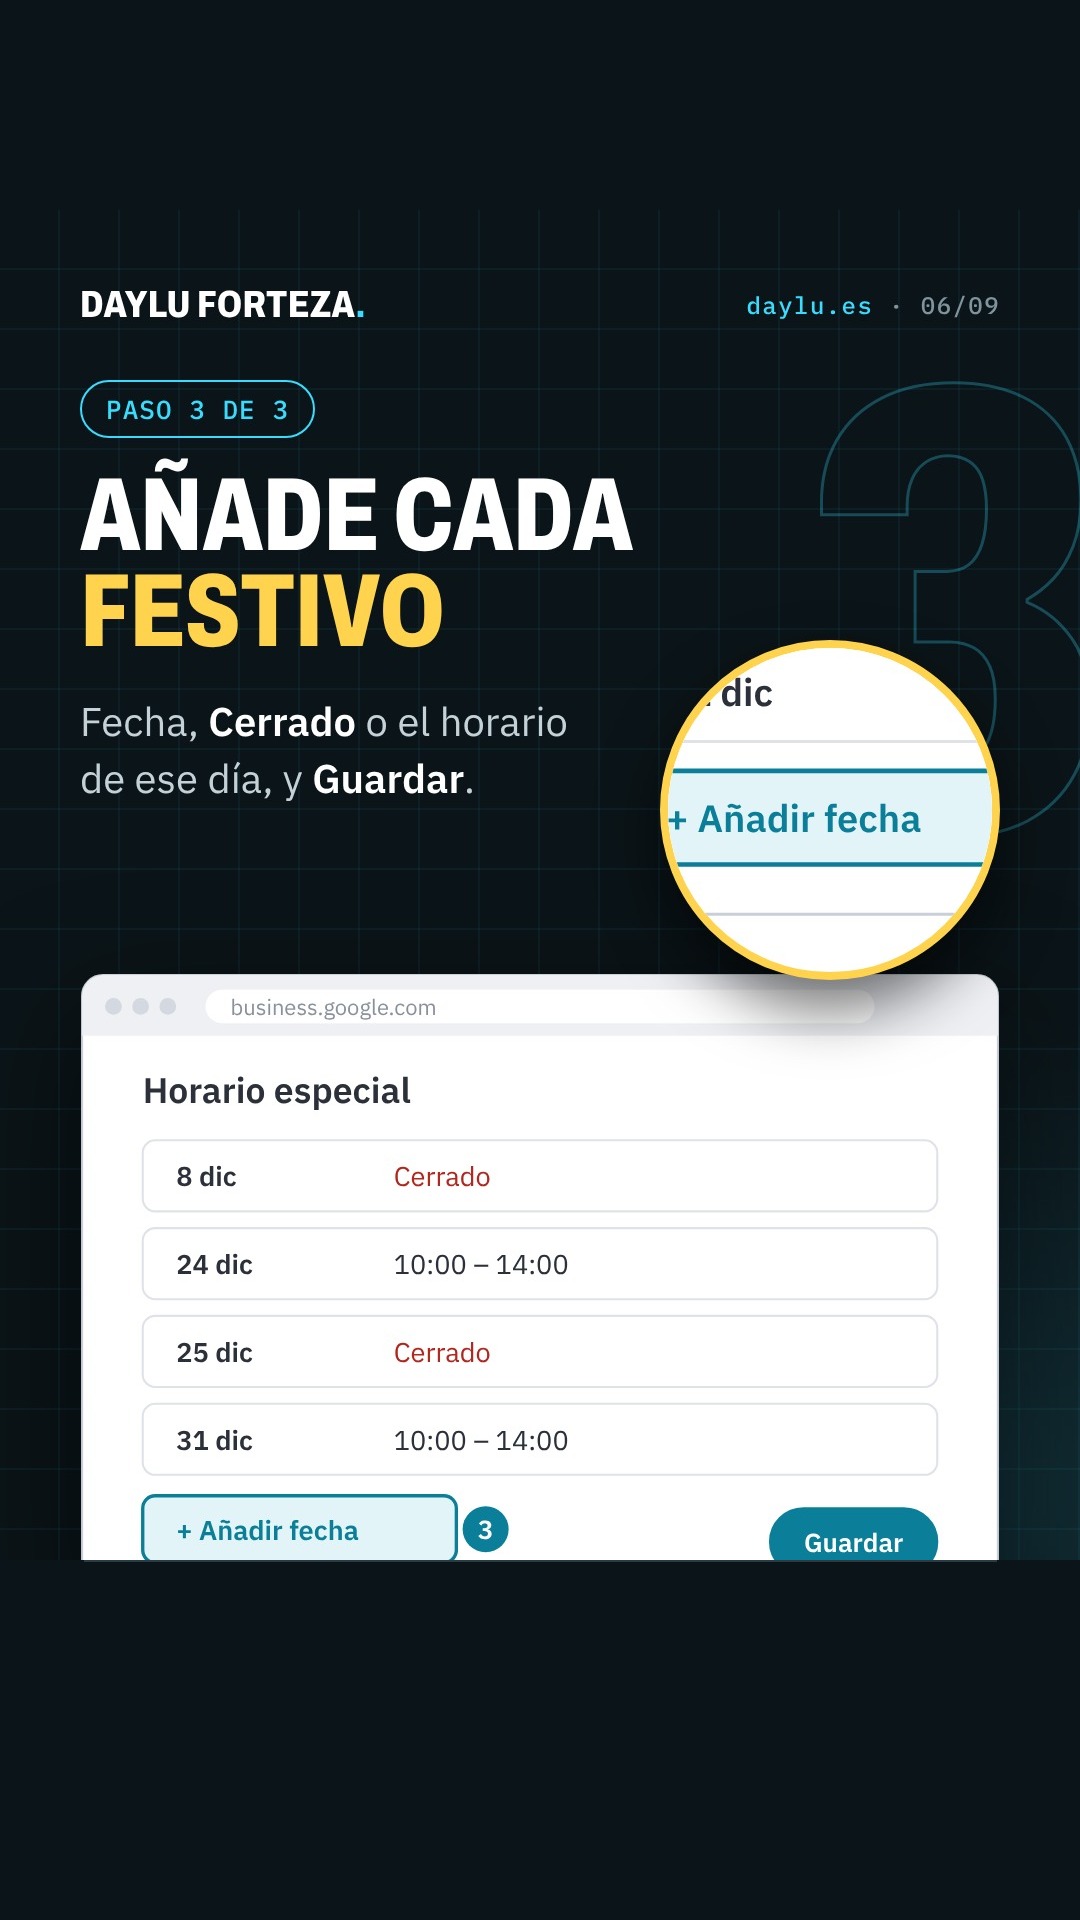 DAYLU FORTEZA.
daylu.es · 06/09
PASO 3 DE 3
AÑADE CADA
FESTIVO
3
Fecha, Cerrado o el horario
de ese día, y Guardar.
dic
+ Añadir fecha
business.google.com
Horario especial
8 dic Cerrado
24 dic 10:00 – 14:00
25 dic Cerrado
31 dic 10:00 – 14:00
+ Añadir fecha 3 Guardar